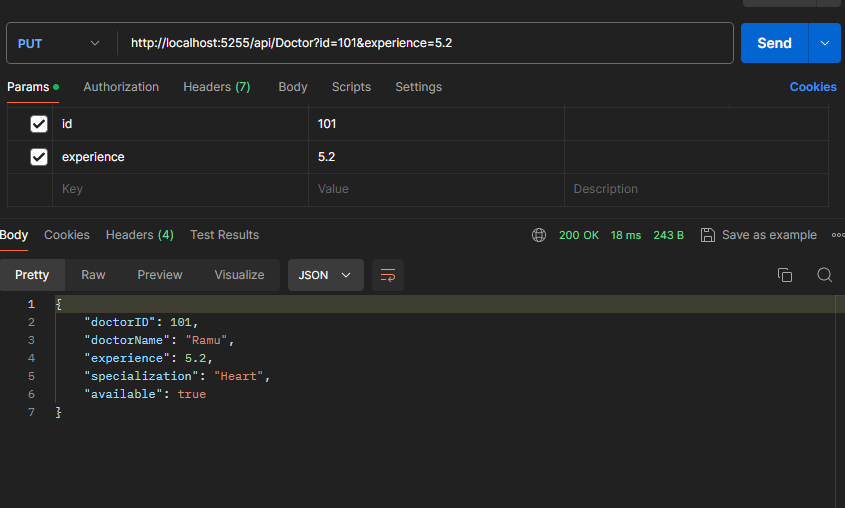 PUT http://localhost:5255/api/Doctor?id=101&experience=5.2 Send
Params Authorization Headers (7) Body Scripts Settings Cookies
id 101
experience 5.2
Key Value Description
Body Cookies Headers (4) Test Results 200 OK 18 ms 243 B Save as example
Pretty Raw Preview Visualize JSON
1 {
2 "doctorID": 101,
3 "doctorName": "Ramu",
4 "experience": 5.2,
5 "specialization": "Heart",
6 "available": true
7 }